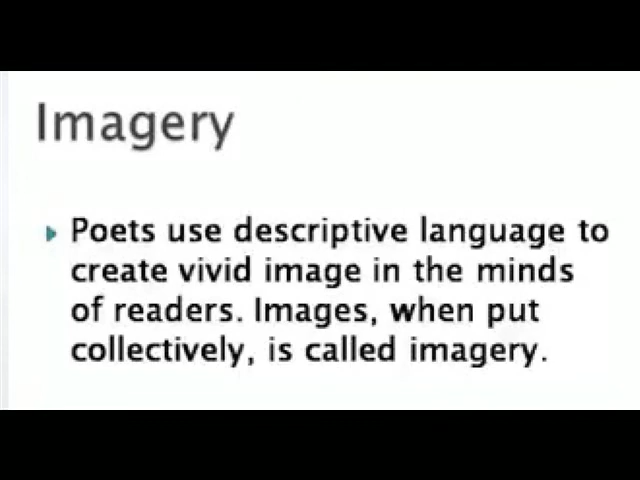 Imagery
Poets use descriptive language to
create vivid image in the minds
of readers. Images, when put
collectively, is called imagery.